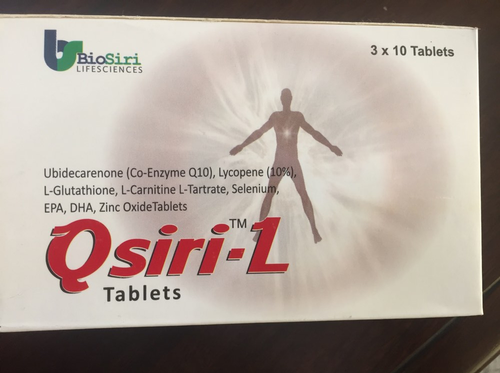 BioSiri
LIFESCIENCES
3 x 10 Tablets
Ubidecarenone (Co-Enzyme Q10), Lycopene (10%),
L-Glutathione, L-Carnitine L-Tartrate, Selenium,
EPA, DHA, Zinc OxideTablets
Qsiri-L™
Tablets